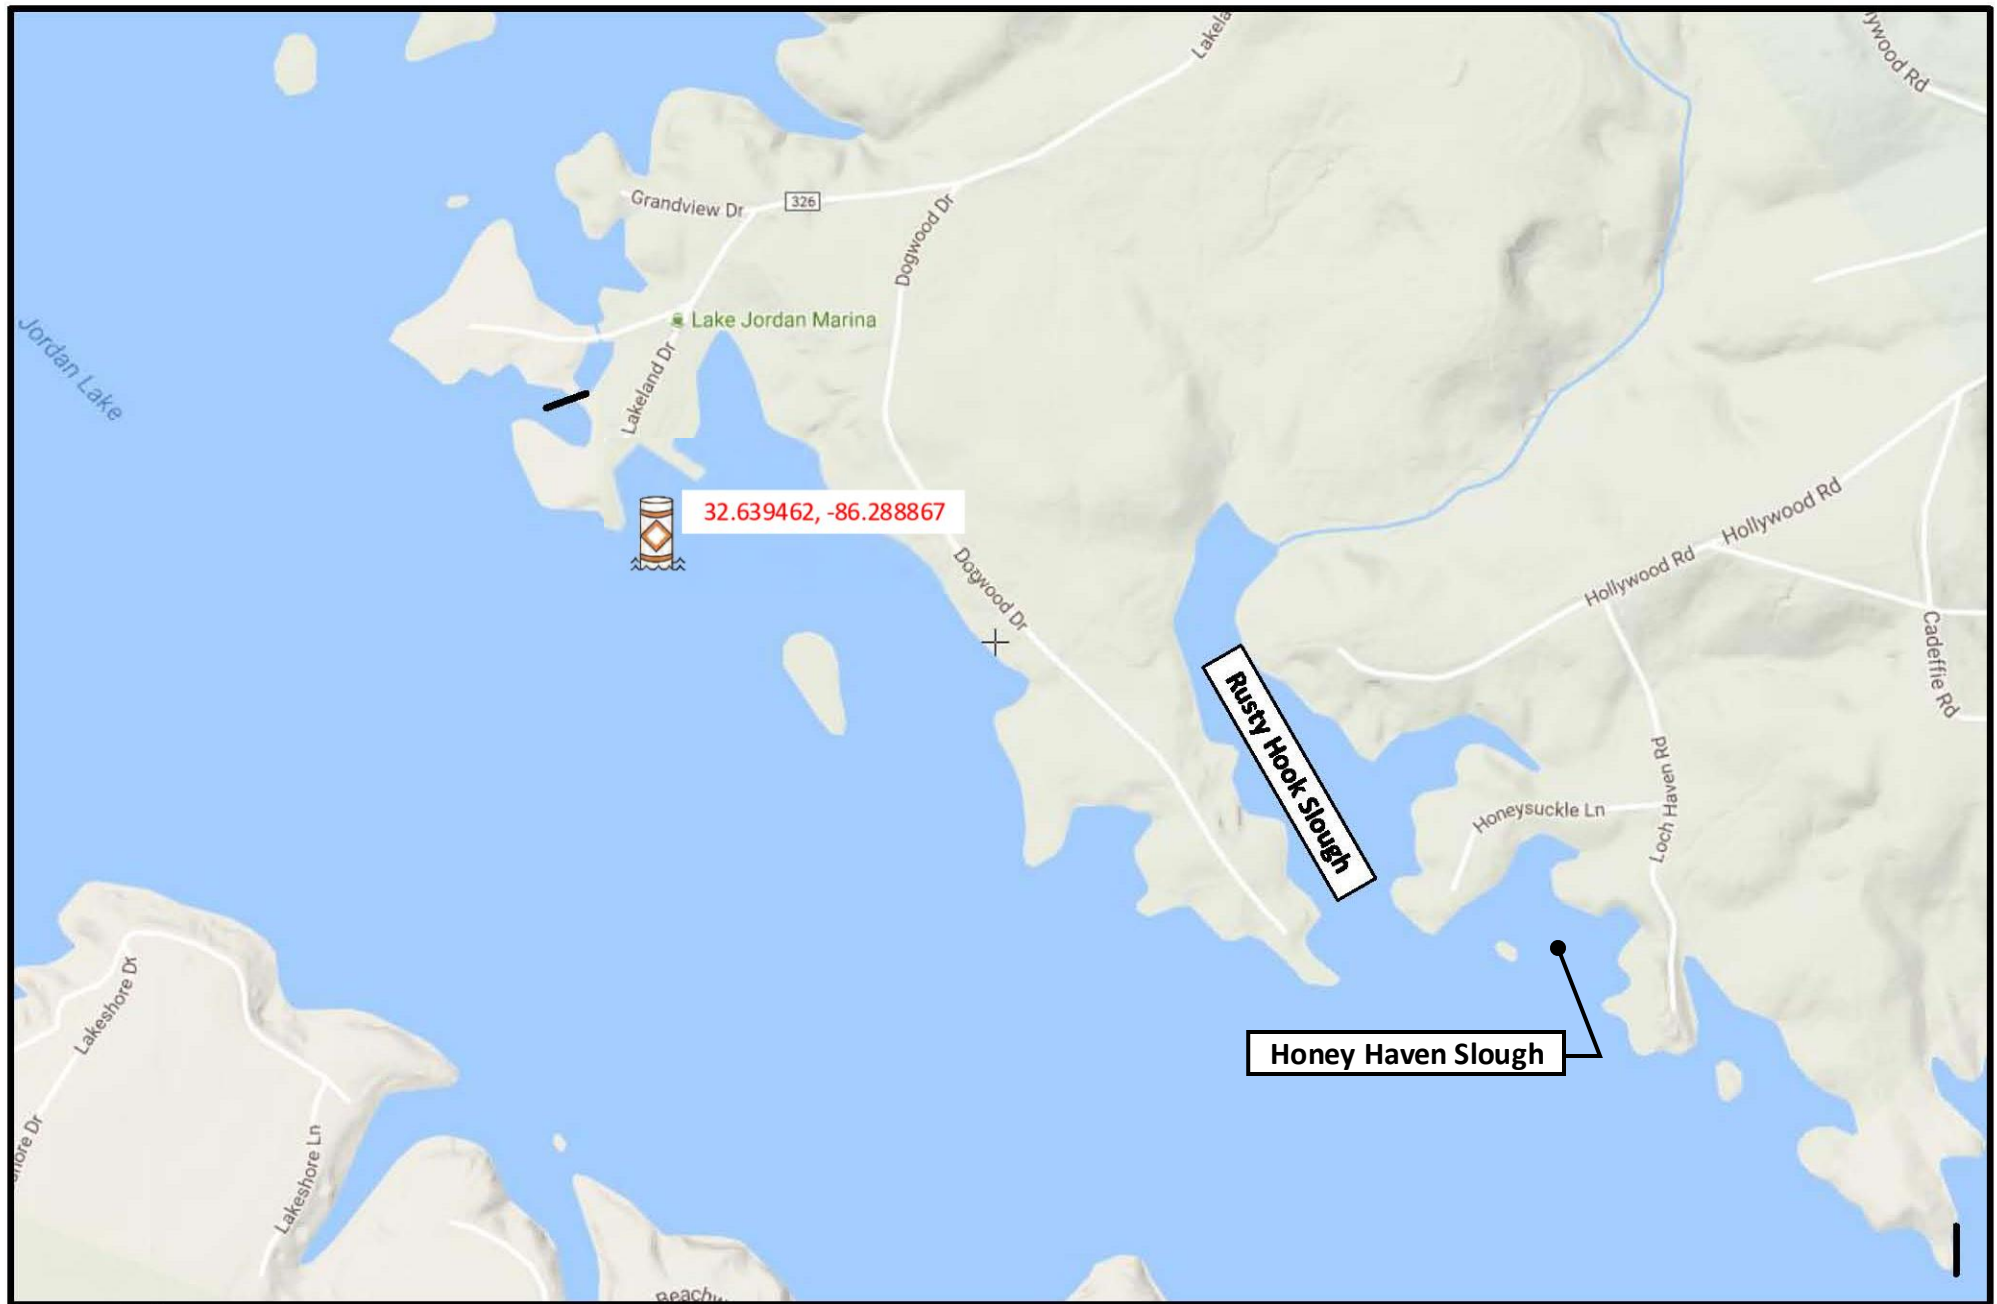 Lakela
ywood Rd
Grandview Dr
326
Dogwood Dr
Lake Jordan Marina
Jordan Lake
Lakeland Dr
32.639462, -86.288867
Hollywood Rd
Hollywood Rd
Dogwood Dr
Cadeffie Rd
Rusty Hook Slough
Loch Haven Rd
Honeysuckle Ln
Lakeshore Dr
Honey Haven Slough
shore Dr
Lakeshore Ln
Beachw